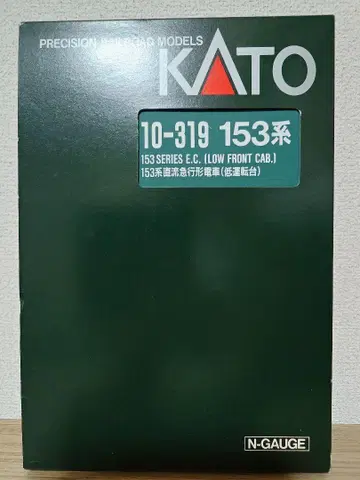 PRECISION RAILROAD MODELS
KATO
10-319 153系
153 SERIES E.C. (LOW FRONT CAB.)
153系直流急行形電車(低運転台)
N-GAUGE